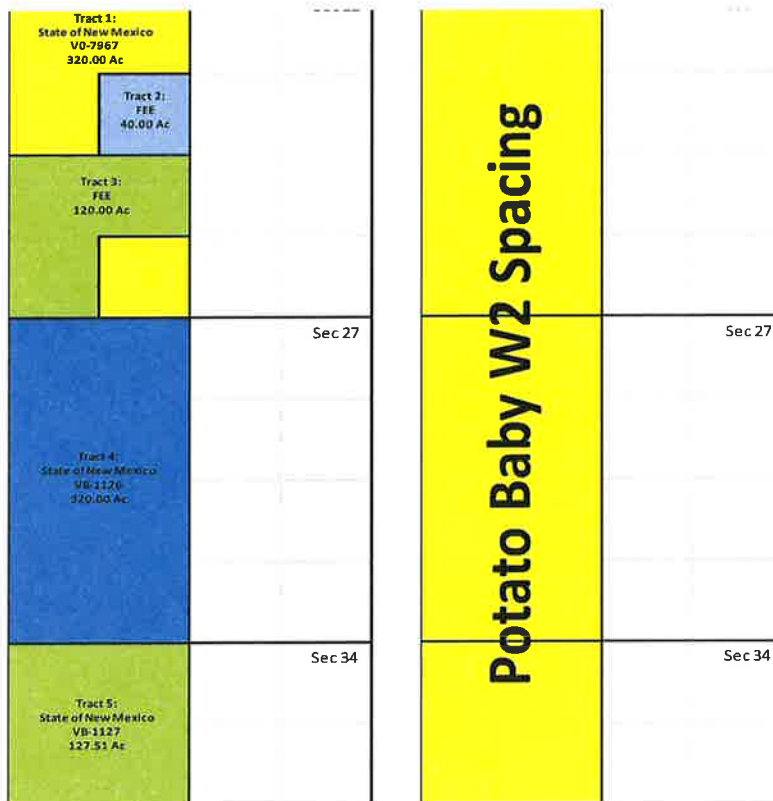 Tract 1:
State of New Mexico
V0-7967
320.00 Ac
Tract 2:
FEE
40.00 Ac
Tract 3:
FEE
120.00 Ac
Sec 27
Tract 4:
State of New Mexico
VB-1126
320.00 Ac
Sec 34
Tract 5:
State of New Mexico
VB-1127
127.51 Ac
Potato Baby W2 Spacing
Sec 27
Sec 34